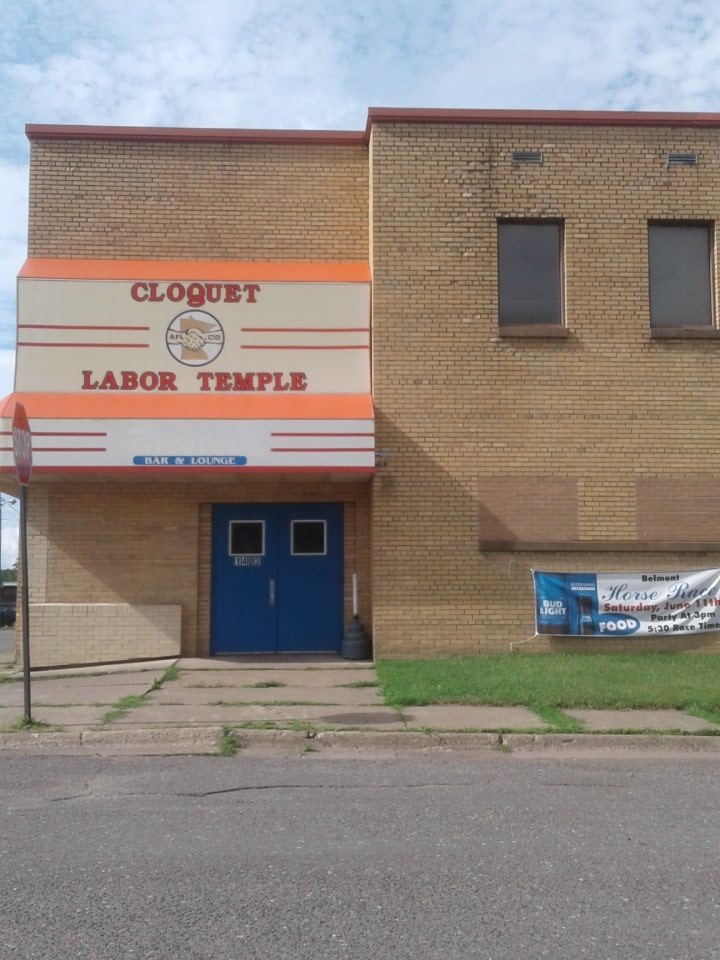 CLOQUET
AFL CIO
LABOR TEMPLE
BAR & LOUNGE
STOP
1403
BUD
LIGHT
Belmont
Horse Race
Saturday, June 11th
Party At 3pm
FOOD
5:30 Race Time